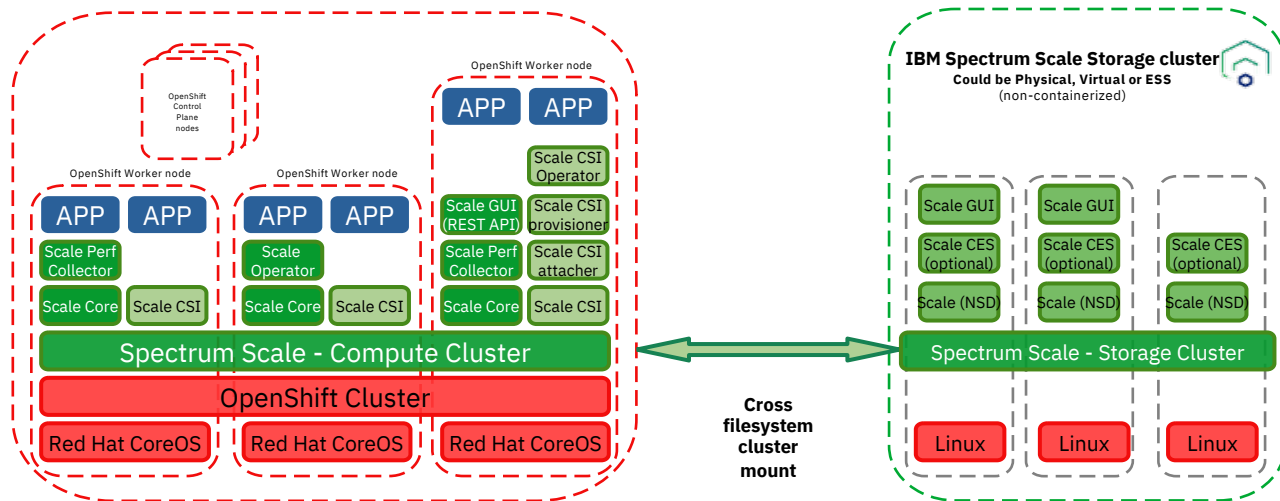 OpenShift
Control
Plane
nodes
OpenShift Worker node
APP
APP
Scale Perf
Collector
Scale Core
Scale CSI
Red Hat CoreOS
OpenShift Worker node
APP
APP
Scale
Operator
Scale Core
Scale CSI
Red Hat CoreOS
OpenShift Worker node
APP
APP
Scale CSI
Operator
Scale GUI
(REST API)
Scale CSI
provisioner
Scale Perf
Collector
Scale CSI
attacher
Scale Core
Scale CSI
Red Hat CoreOS
Spectrum Scale - Compute Cluster
OpenShift Cluster
Cross
filesystem
cluster
mount
IBM Spectrum Scale Storage cluster
Could be Physical, Virtual or ESS
(non-containerized)
Scale GUI
Scale CES
(optional)
Scale (NSD)
Linux
Scale GUI
Scale CES
(optional)
Scale (NSD)
Linux
Scale CES
(optional)
Scale (NSD)
Linux
Spectrum Scale - Storage Cluster